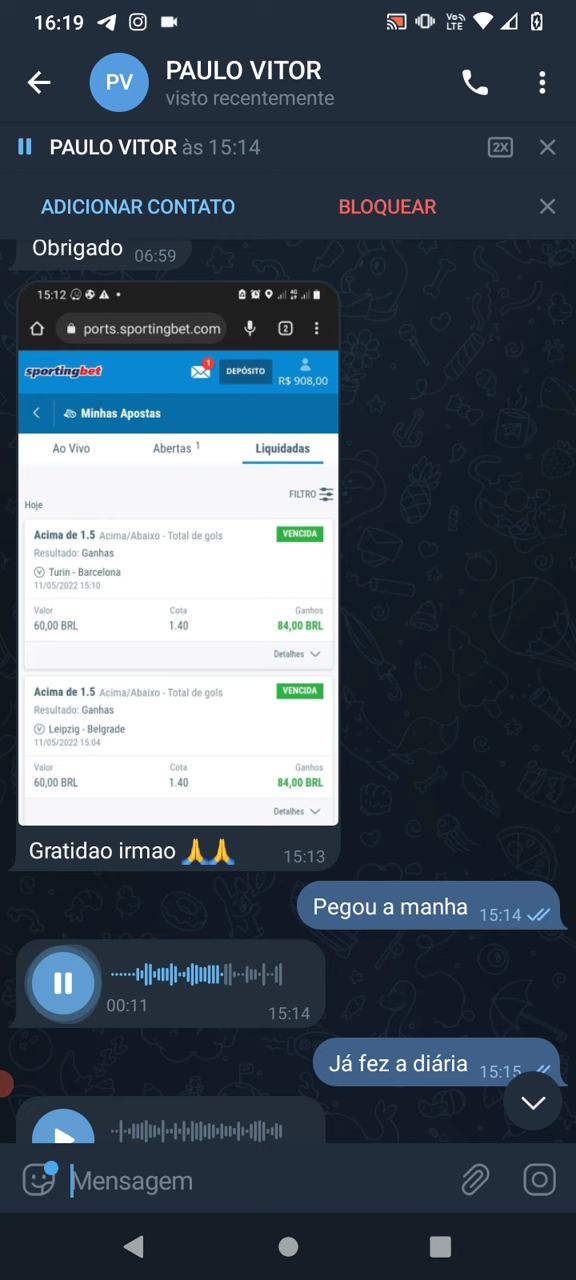 16:19
Vo) LTE
PV
PAULO VITOR
visto recentemente
PAULO VITOR às 15:14
2X
ADICIONAR CONTATO
BLOQUEAR
Obrigado 06:59
15:12
4G
ports.sportingbet.com
2
sportingbet
1
DEPÓSITO
R$ 908,00
Minhas Apostas
Ao Vivo
Abertas 1
Liquidadas
FILTRO
Hoje
Acima de 1.5 Acima/Abaixo - Total de gols
VENCIDA
Resultado: Ganhas
Turin - Barcelona
11/05/2022 15:10
Valor Cota Ganhos
60,00 BRL 1.40 84,00 BRL
Detalhes
Acima de 1.5 Acima/Abaixo - Total de gols
VENCIDA
Resultado: Ganhas
Leipzig - Belgrade
11/05/2022 15:04
Valor Cota Ganhos
60,00 BRL 1.40 84,00 BRL
Detalhes
Gratidao irmao 🙏🙏 15:13
Pegou a manha 15:14
00:11 15:14
Já fez a diária 15:15
Mensagem